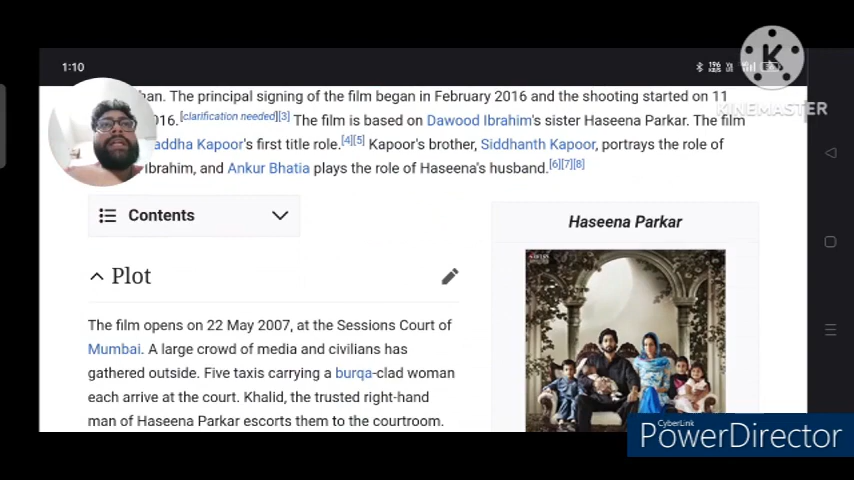 1:10
KINEMASTER
han. The principal signing of the film began in February 2016 and the shooting started on 11
016.[clarification needed][3] The film is based on Dawood Ibrahim's sister Haseena Parkar. The film
addha Kapoor's first title role.[4][5] Kapoor's brother, Siddhanth Kapoor, portrays the role of
Ibrahim, and Ankur Bhatia plays the role of Haseena's husband.[6][7][8]
Contents
Haseena Parkar
Plot
The film opens on 22 May 2007, at the Sessions Court of
Mumbai. A large crowd of media and civilians has
gathered outside. Five taxis carrying a burqa-clad woman
each arrive at the court. Khalid, the trusted right-hand
man of Haseena Parkar escorts them to the courtroom.
CyberLink
PowerDirector